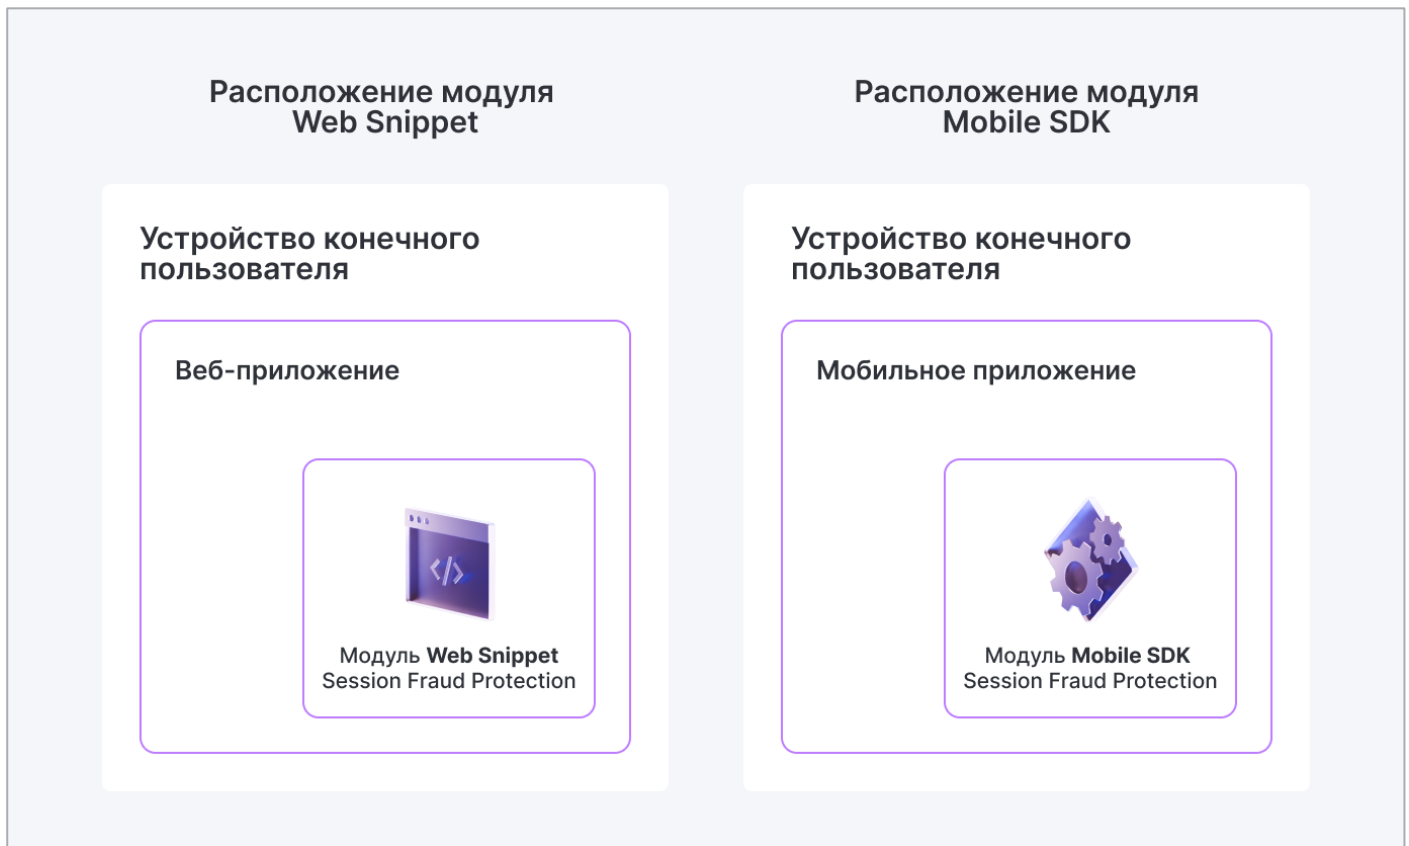 Расположение модуля
Web Snippet
Устройство конечного
пользователя
Веб-приложение
Модуль Web Snippet
Session Fraud Protection
Расположение модуля
Mobile SDK
Устройство конечного
пользователя
Мобильное приложение
Модуль Mobile SDK
Session Fraud Protection